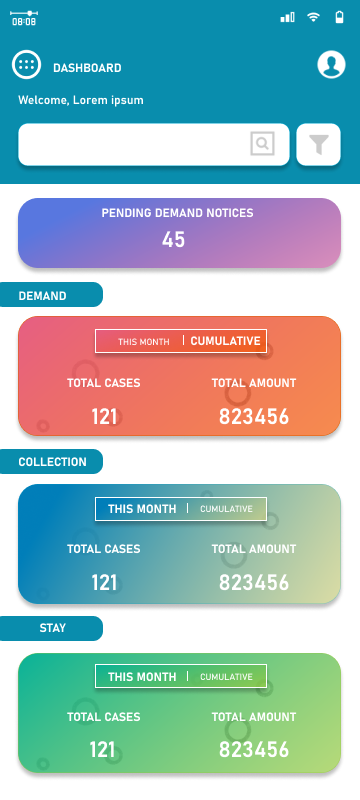 08:08
DASHBOARD
Welcome, Lorem ipsum
PENDING DEMAND NOTICES
45
DEMAND
THIS MONTH | CUMULATIVE
TOTAL CASES TOTAL AMOUNT
121 823456
COLLECTION
THIS MONTH | CUMULATIVE
TOTAL CASES TOTAL AMOUNT
121 823456
STAY
THIS MONTH | CUMULATIVE
TOTAL CASES TOTAL AMOUNT
121 823456